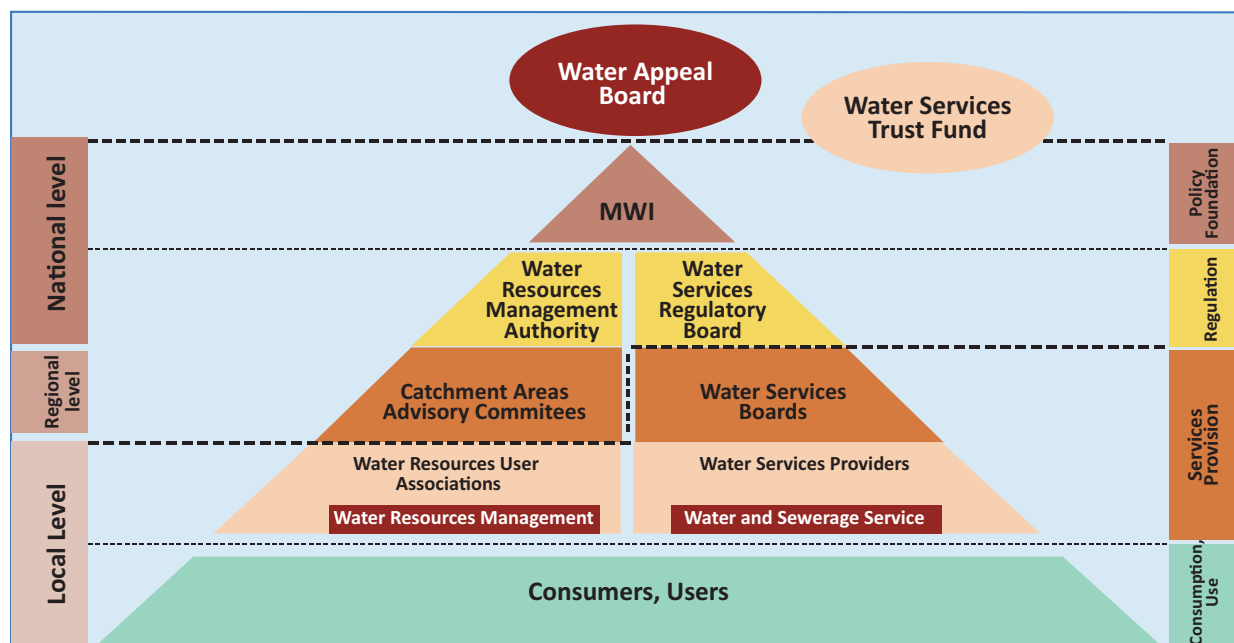 Water Appeal
Board
Water Services
Trust Fund
National level
Policy
Foundation
MWI
Water
Resources
Management
Authority
Water
Services
Regulatory
Board
Regulation
Regional
level
Catchment Areas
Advisory Commitees
Water Services
Boards
Services
Provision
Local Level
Water Resources User
Associations
Water Services Providers
Water Resources Management
Water and Sewerage Service
Consumers, Users
Consumption,
Use